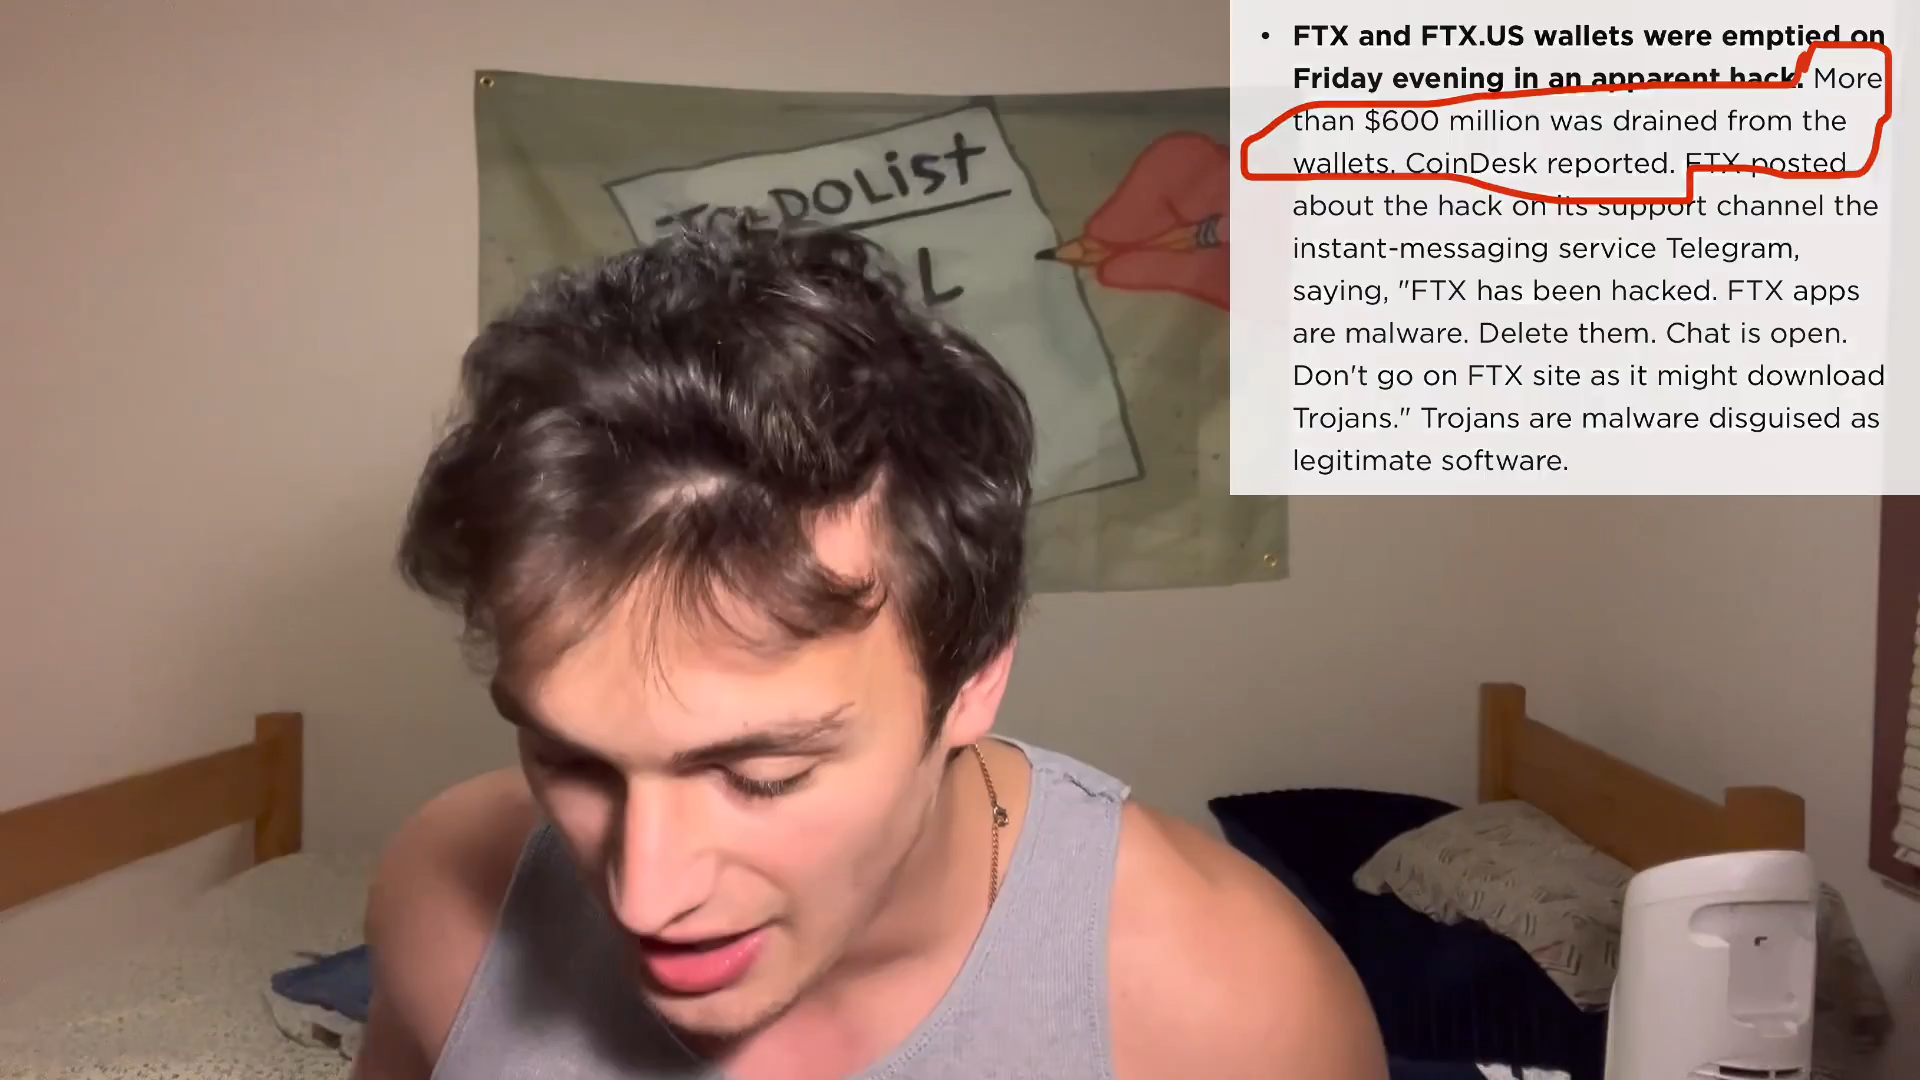 • FTX and FTX.US wallets were emptied on
Friday evening in an apparent hack. More
than $600 million was drained from the
wallets. CoinDesk reported. FTX posted
about the hack on its support channel the
instant-messaging service Telegram,
saying, "FTX has been hacked. FTX apps
are malware. Delete them. Chat is open.
Don't go on FTX site as it might download
Trojans." Trojans are malware disguised as
legitimate software.
TO-DO LIST